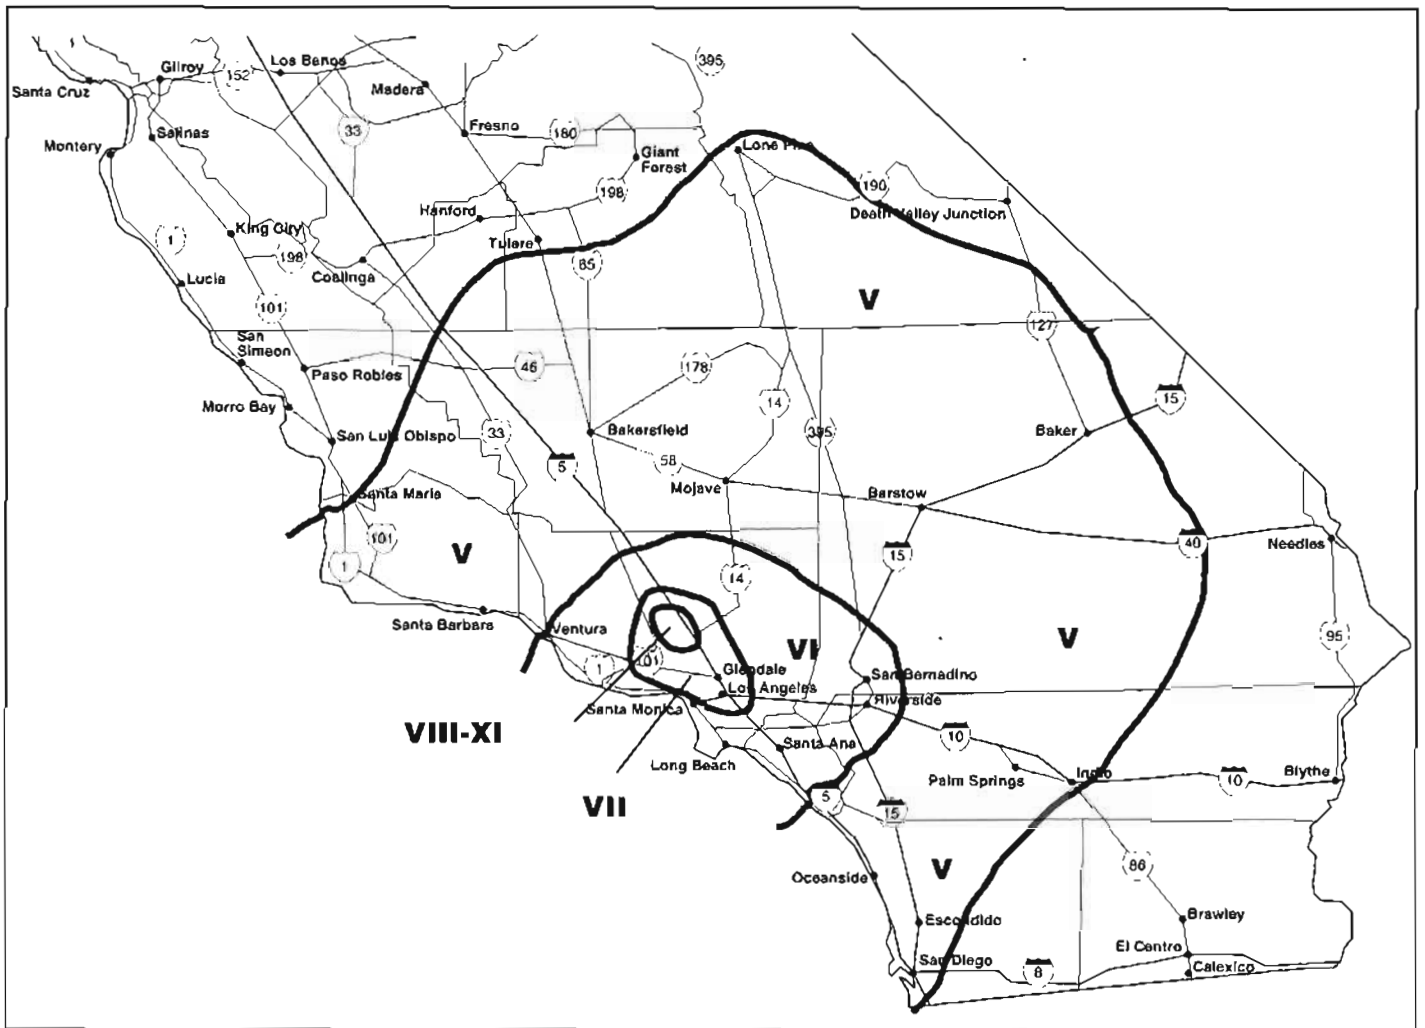 395
Gilroy
Los Banos
152
Santa Cruz
Madera
33
Fresno
180
Salinas
Montery
Giant
Forest
Lone Pine
198
190
Hanford
Death Valley Junction
King City
1
Tulare
198
Coalinga
65
Lucia
V
101
127
San
Simeon
Paso Robles
46
178
14
15
Morro Bay
San Luis Obispo
33
Bakersfield
395
Baker
5
58
Mojave
Barstow
Santa Maria
101
V
15
40
Needles
1
14
Santa Barbara
Ventura
VI
V
95
1
101
Glendale
San Bernadino
Los Angeles
Santa Monica
Riverside
VIII-XI
10
Santa Ana
Long Beach
Palm Springs
Indio
10
Blythe
VII
5
15
V
86
Oceanside
Escondido
Brawley
El Centro
San Diego
8
Calexico